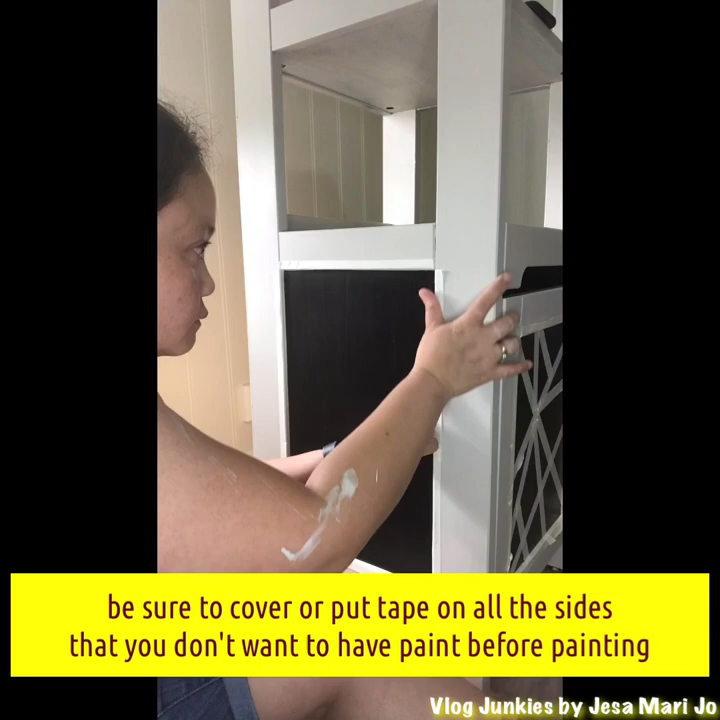 be sure to cover or put tape on all the sides
that you don't want to have paint before painting
Vlog Junkies by Jesa Mari Jo